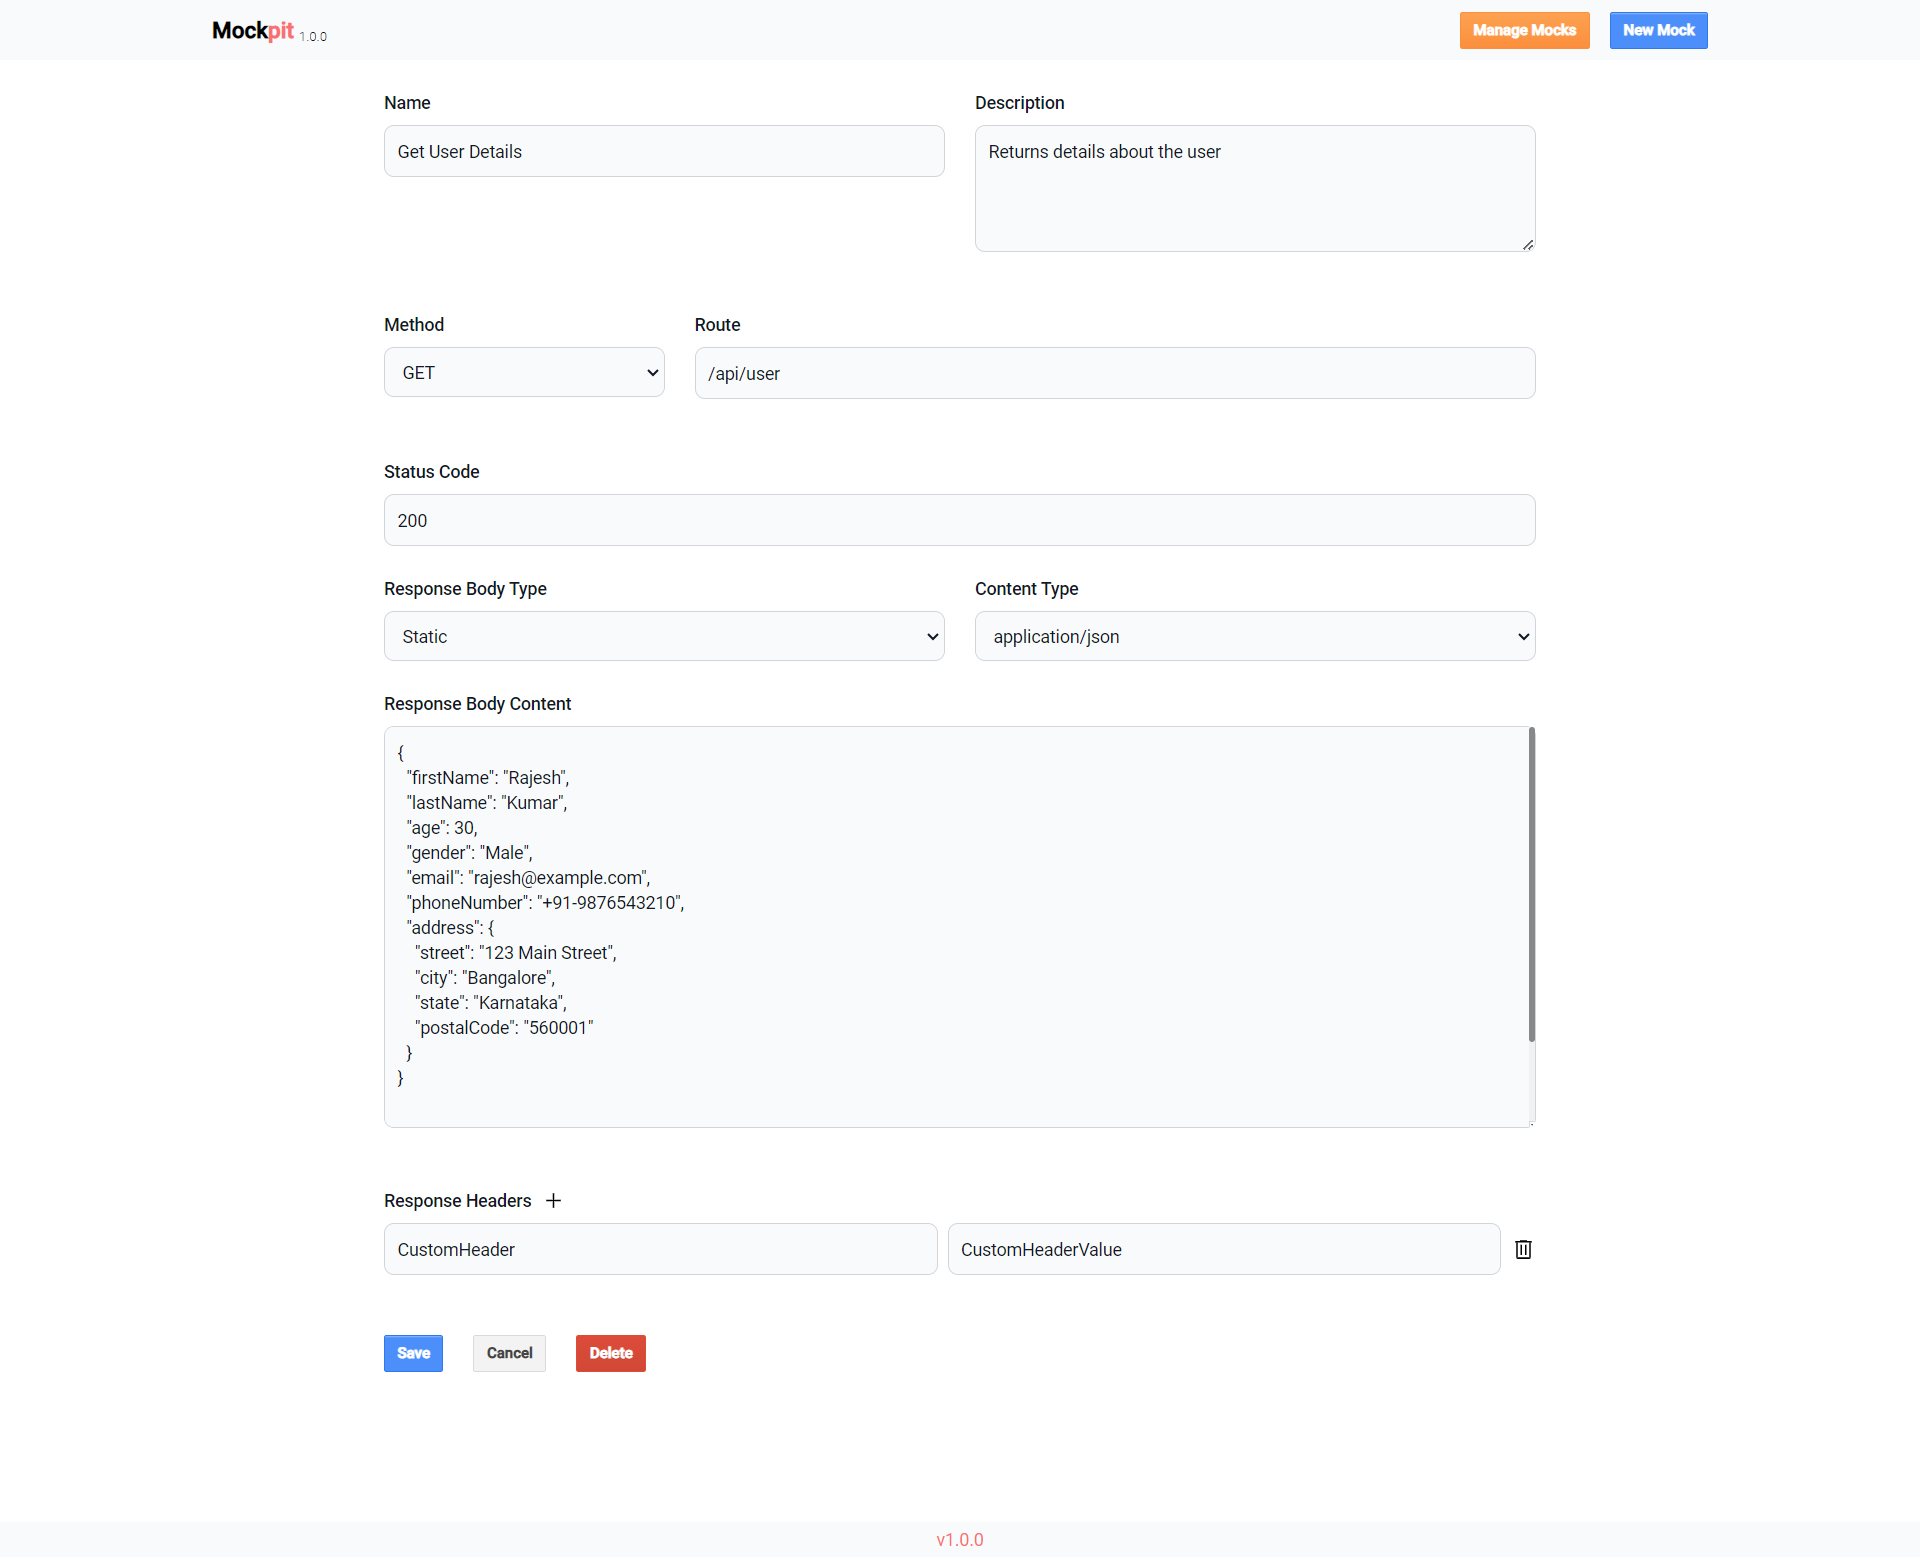 Mockpit 1.0.0
Manage Mocks
New Mock
Name
Description
Get User Details
Returns details about the user
Method
Route
GET
/api/user
Status Code
200
Response Body Type
Content Type
Static
application/json
Response Body Content
{
  "firstName": "Rajesh",
  "lastName": "Kumar",
  "age": 30,
  "gender": "Male",
  "email": "rajesh@example.com",
  "phoneNumber": "+91-9876543210",
  "address": {
    "street": "123 Main Street",
    "city": "Bangalore",
    "state": "Karnataka",
    "postalCode": "560001"
  }
}
Response Headers
CustomHeader
CustomHeaderValue
Save
Cancel
Delete
v1.0.0